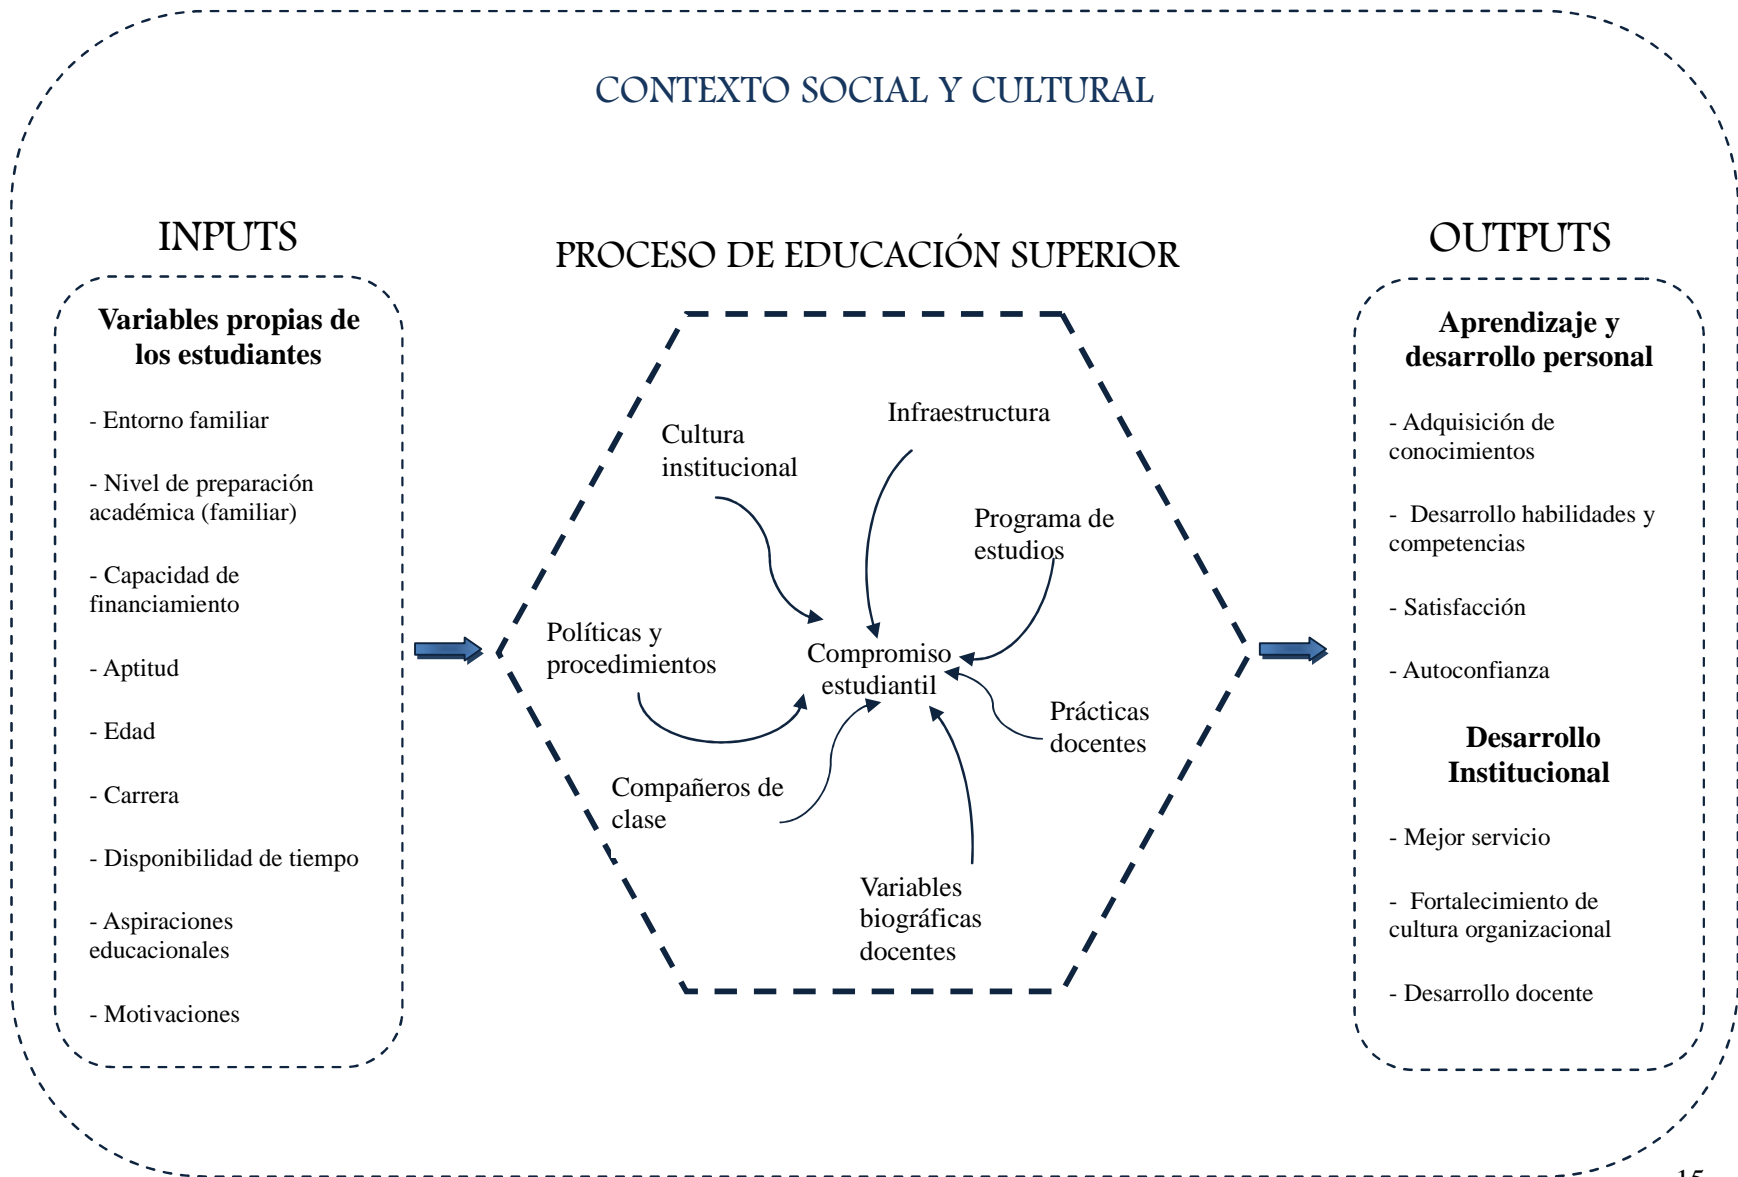 CONTEXTO SOCIAL Y CULTURAL
INPUTS
Variables propias de
los estudiantes
- Entorno familiar
- Nivel de preparación
académica (familiar)
- Capacidad de
financiamiento
- Aptitud
- Edad
- Carrera
- Disponibilidad de tiempo
- Aspiraciones
educacionales
- Motivaciones
PROCESO DE EDUCACIÓN SUPERIOR
Cultura
institucional
Infraestructura
Programa de
estudios
Políticas y
procedimientos
Compromiso
estudiantil
Prácticas
docentes
Compañeros de
clase
Variables
biográficas
docentes
OUTPUTS
Aprendizaje y
desarrollo personal
- Adquisición de
conocimientos
- Desarrollo habilidades y
competencias
- Satisfacción
- Autoconfianza
Desarrollo
Institucional
- Mejor servicio
- Fortalecimiento de
cultura organizacional
- Desarrollo docente
15